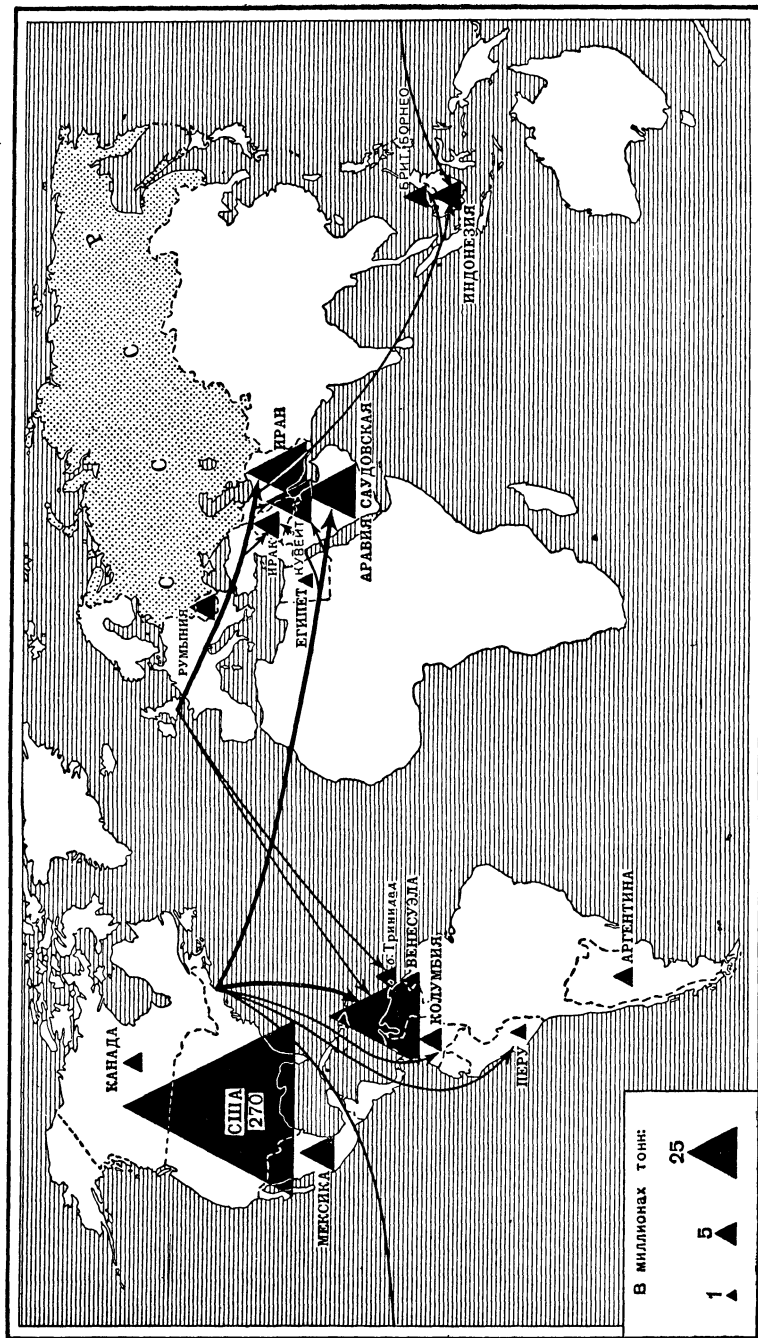 КАНАДА
США
270
МЕКСИКА
о. Тринидад
ВЕНЕСУЭЛА
КОЛУМБИЯ
ПЕРУ
АРГЕНТИНА
С С С Р
РУМЫНИЯ
ИРАК
ИРАН
КУВЕЙТ
ЕГИПЕТ
АРАВИЯ САУДОВСКАЯ
БРИТ.БОРНЕО
ИНДОНЕЗИЯ
В миллионах тонн:
1 5 25